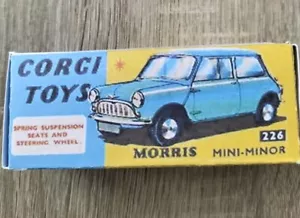 CORGI
TOYS
SPRING SUSPENSION
SEATS AND
STEERING WHEEL
226
MORRIS MINI-MINOR